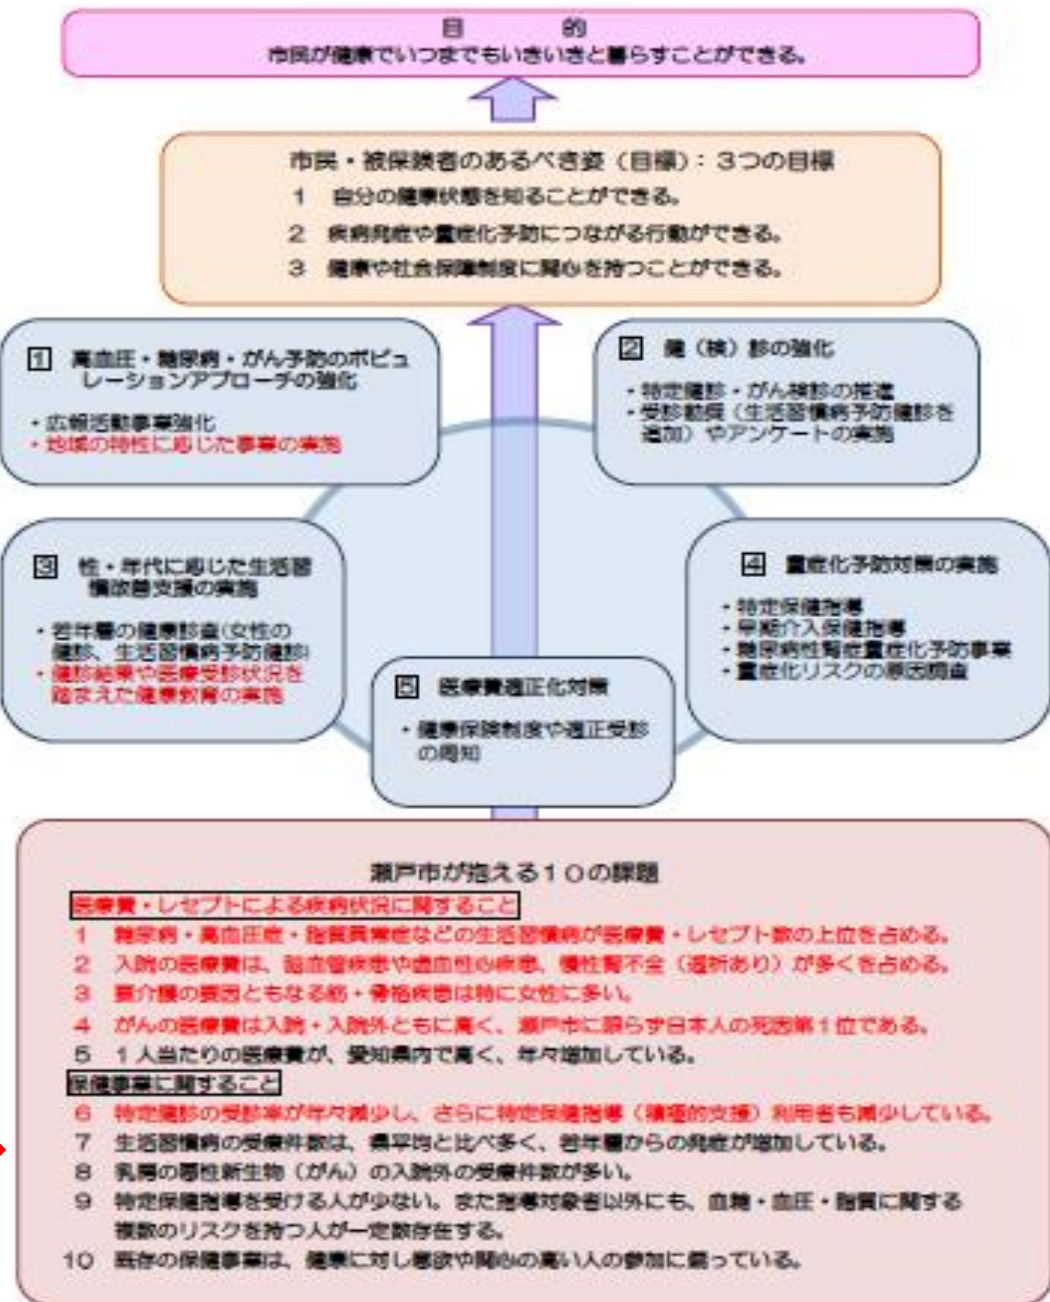 目　　的
市民が健康でいつまでもいきいきと暮らすことができる。
市民・被保険者のあるべき姿（目標）：３つの目標
1　自分の健康状態を知ることができる。
2　疾病発症や重症化予防につながる行動ができる。
3　健康や社会保障制度に関心を持つことができる。
1　高血圧・糖尿病・がん予防のポピュ
レーションアプローチの強化
・広報活動事業強化
・地域の特性に応じた事業の実施
2　健（検）診の強化
・特定健診・がん検診の推進
・受診勧奨（生活習慣病予防健診を
追加）やアンケートの実施
3　性・年代に応じた生活習
慣改善支援の実施
・若年層の健康診査（女性の
健診、生活習慣病予防健診）
・健診結果や医療受診状況を
踏まえた健康教育の実施
4　重症化予防対策の実施
・特定保健指導
・早期介入保健指導
・糖尿病性腎症重症化予防事業
・重症化リスクの原因調査
5　医療費適正化対策
・健康保険制度や適正受診
の周知
瀬戸市が抱える１０の課題
医療費・レセプトによる疾病状況に関すること
1　糖尿病・高血圧症・脂質異常症などの生活習慣病が医療費・レセプト数の上位を占める。
2　入院の医療費は、脳血管疾患や虚血性心疾患、慢性腎不全（透析あり）が多くを占める。
3　要介護の要因ともなる筋・骨格疾患は特に女性に多い。
4　がんの医療費は入院・入院外ともに高く、瀬戸市に限らず日本人の死因第１位である。
5　１人当たりの医療費が、愛知県内で高く、年々増加している。
保健事業に関すること
6　特定健診の受診率が年々減少し、さらに特定保健指導（積極的支援）利用者も減少している。
7　生活習慣病の受療件数は、県平均と比べ多く、若年層からの発症が増加している。
8　乳房の悪性新生物（がん）の入院外の受療件数が多い。
9　特定保健指導を受ける人が少ない。また指導対象者以外にも、血糖・血圧・脂質に関する
複数のリスクを持つ人が一定数存在する。
10　既存の保健事業は、健康に対し意欲や関心の高い人の参加に偏っている。